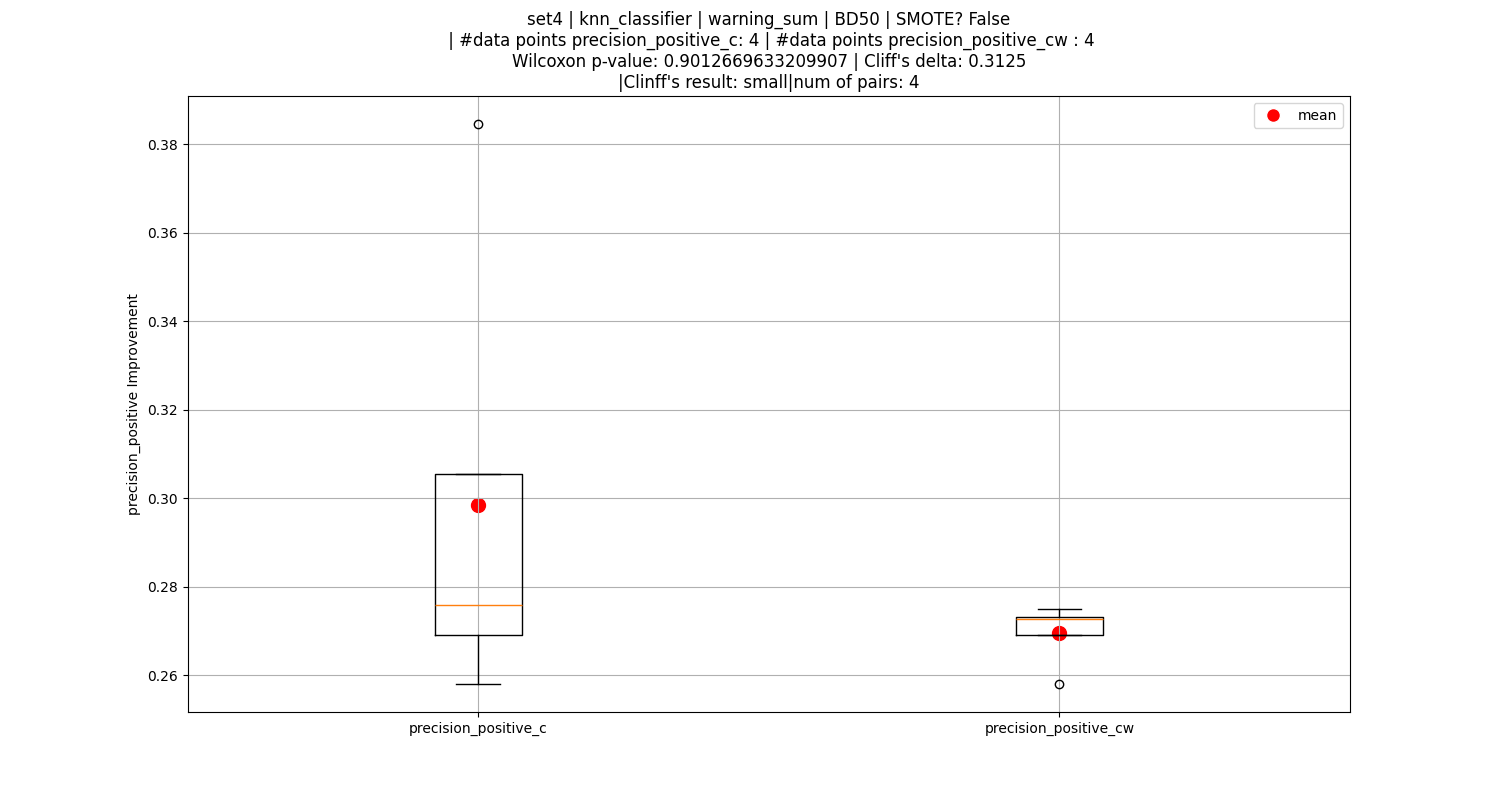 set4 | knn_classifier | warning_sum | BD50 | SMOTE? False
| #data points precision_positive_c: 4 | #data points precision_positive_cw : 4
Wilcoxon p-value: 0.9012669633209907 | Cliff's delta: 0.3125
|Clinff's result: small|num of pairs: 4
mean
0.38
0.36
0.34
0.32
0.30
0.28
0.26
precision_positive Improvement
precision_positive_c
precision_positive_cw